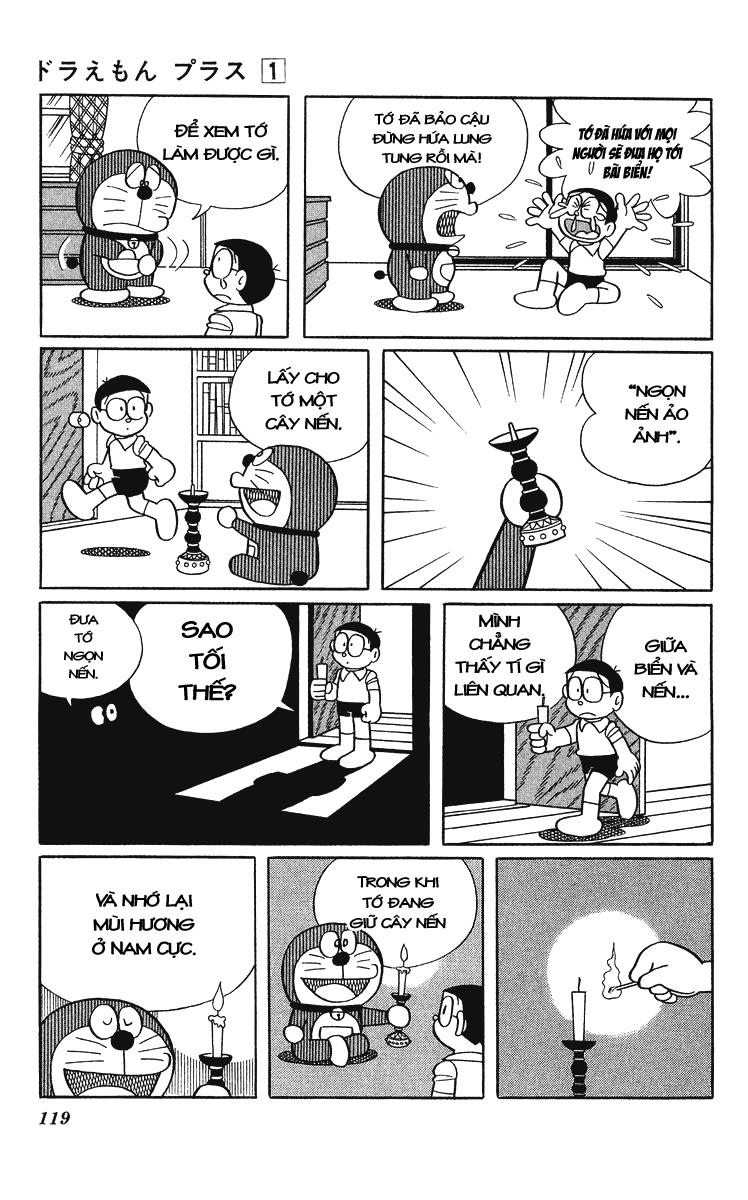 ドラえもん プラス 1
TỚ ĐÃ HỨA VỚI MỌI
NGƯỜI SẼ ĐƯA HỌ TỚI
BÃI BIỂN!
TỚ ĐÃ BẢO CẬU
ĐỪNG HỨA LUNG
TUNG RỒI MÀ!
ĐỂ XEM TỚ
LÀM ĐƯỢC GÌ.
"NGỌN
NẾN ẢO
ẢNH".
LẤY CHO
TỚ MỘT
CÂY NẾN.
GIỮA
BIỂN VÀ
NẾN...
MÌNH
CHẲNG
THẤY TÍ GÌ
LIÊN QUAN.
SAO
TỐI
THẾ?
ĐƯA
TỚ
NGỌN
NẾN.
TRONG KHI
TỚ ĐANG
GIỮ CÂY NẾN
VÀ NHỚ LẠI
MÙI HƯƠNG
Ở NAM CỰC.
119